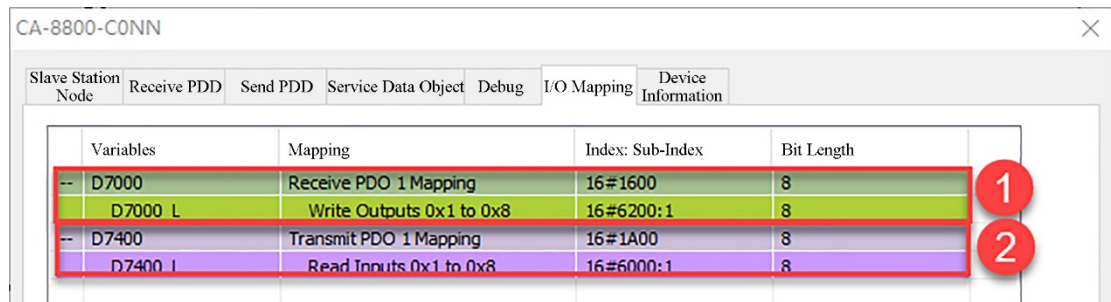 CA-8800-C0NN
Slave Station Node Receive PDD Send PDD Service Data Object Debug I/O Mapping Device Information
Variables Mapping Index: Sub-Index Bit Length
-- D7000 Receive PDO 1 Mapping 16#1600 8
D7000_L Write Outputs 0x1 to 0x8 16#6200:1 8
1
-- D7400 Transmit PDO 1 Mapping 16#1A00 8
D7400_L Read Inputs 0x1 to 0x8 16#6000:1 8
2